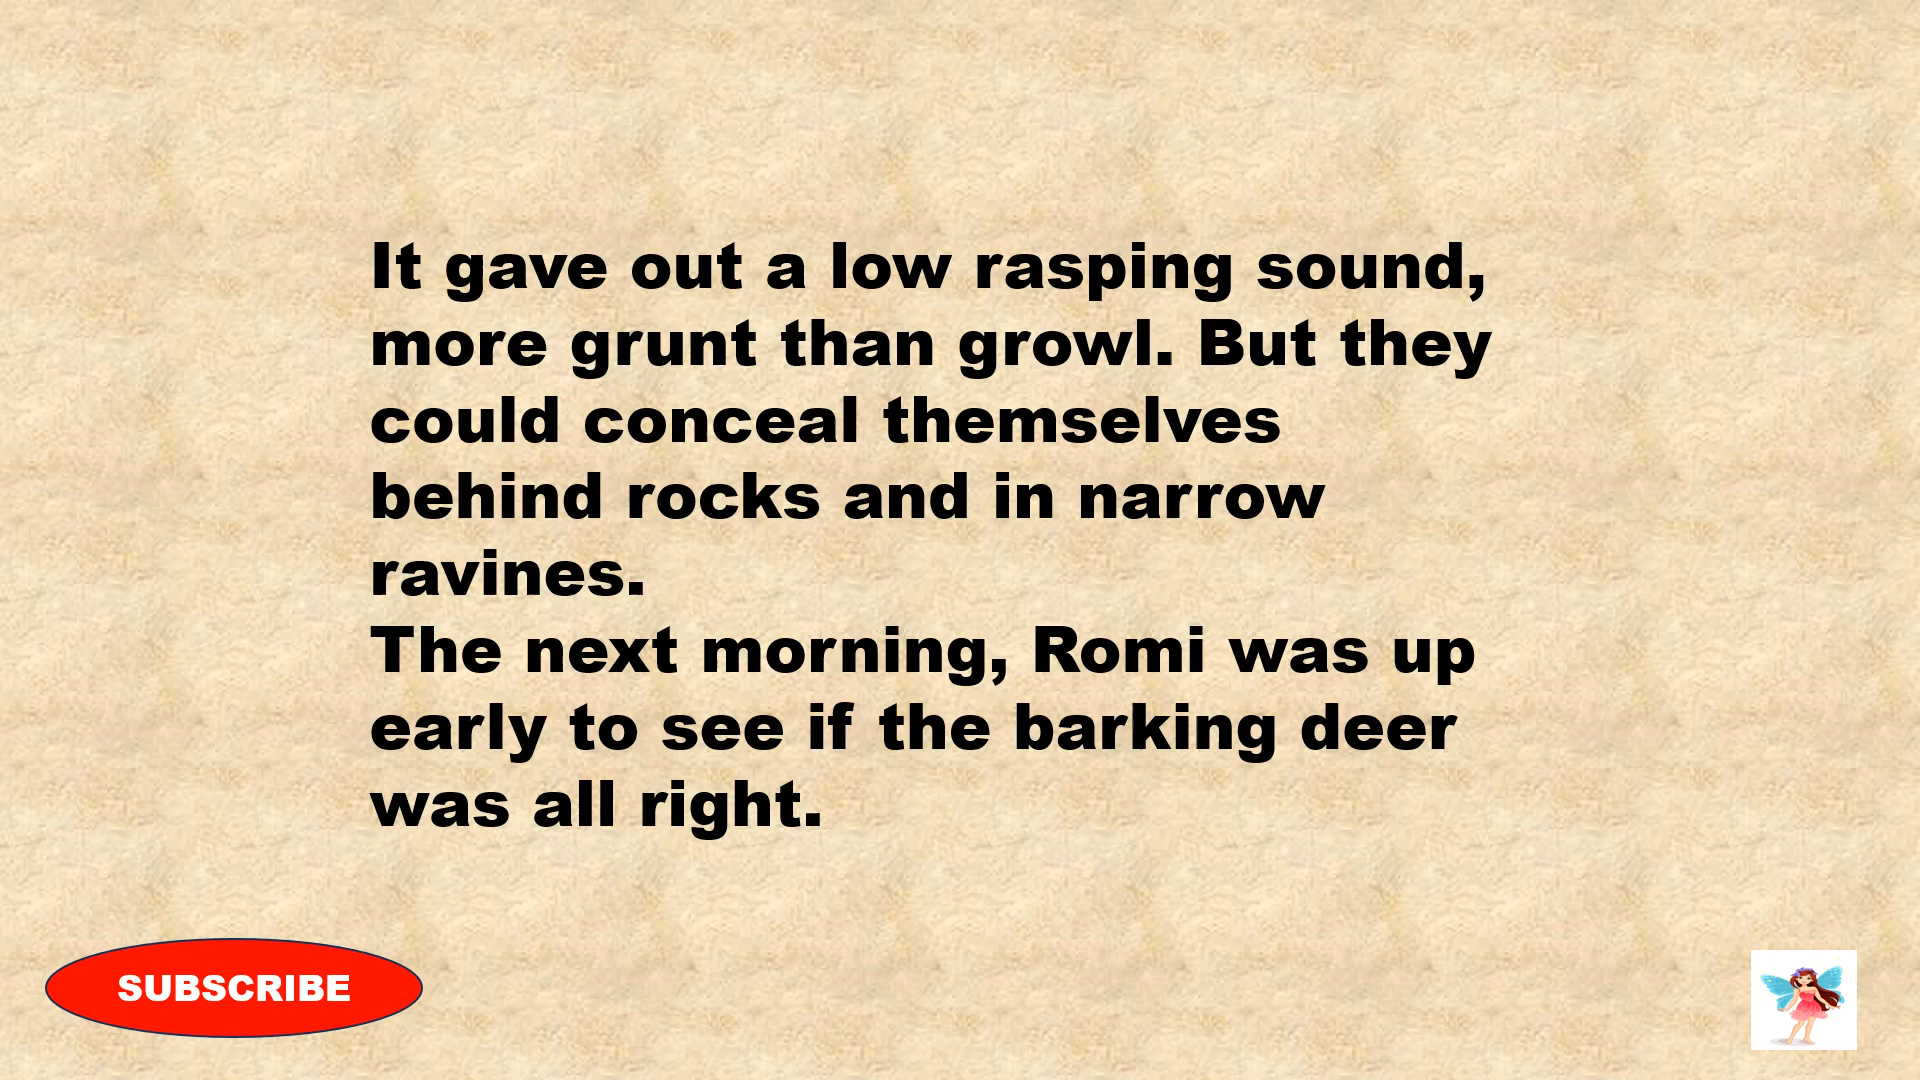 It gave out a low rasping sound,
more grunt than growl. But they
could conceal themselves
behind rocks and in narrow
ravines.
The next morning, Romi was up
early to see if the barking deer
was all right.
SUBSCRIBE